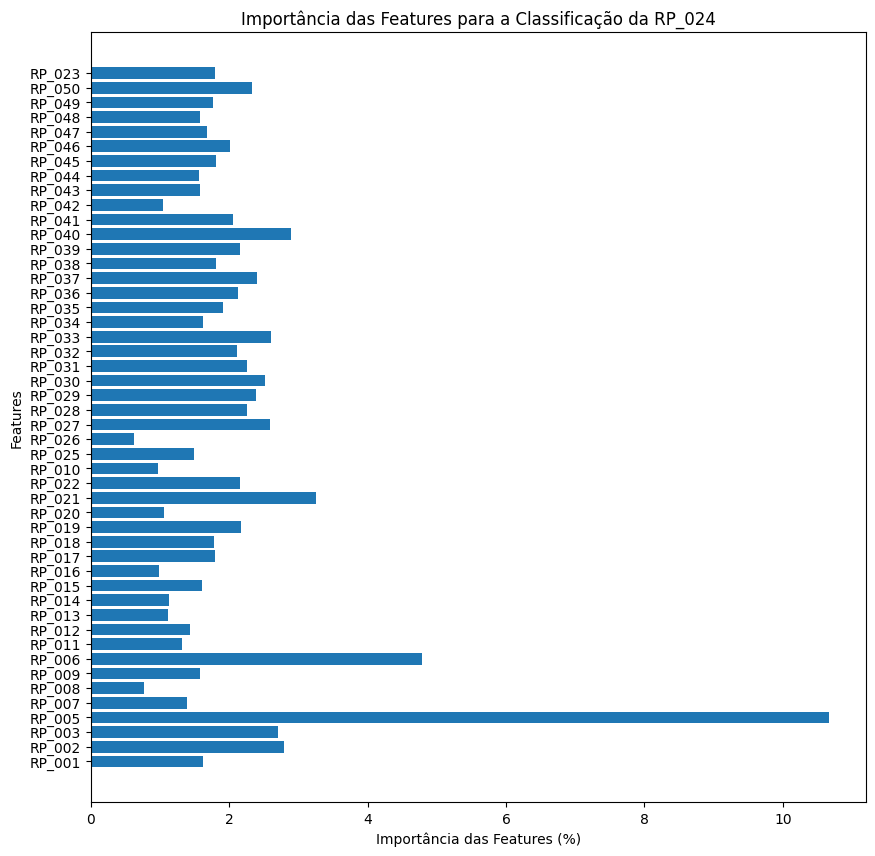 Importância das Features para a Classificação da RP_024
RP_023
RP_050
RP_049
RP_048
RP_047
RP_046
RP_045
RP_044
RP_043
RP_042
RP_041
RP_040
RP_039
RP_038
RP_037
RP_036
RP_035
RP_034
RP_033
RP_032
RP_031
RP_030
RP_029
RP_028
RP_027
RP_026
RP_025
RP_010
RP_022
RP_021
RP_020
RP_019
RP_018
RP_017
RP_016
RP_015
RP_014
RP_013
RP_012
RP_011
RP_006
RP_009
RP_008
RP_007
RP_005
RP_003
RP_002
RP_001
Features
0 2 4 6 8 10
Importância das Features (%)